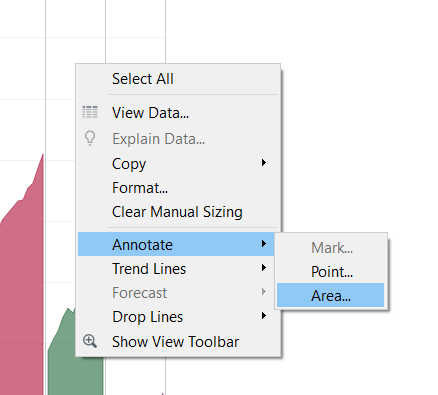 Select All
View Data...
Explain Data...
Copy
Format...
Clear Manual Sizing
Annotate
Mark...
Point...
Area...
Trend Lines
Forecast
Drop Lines
Show View Toolbar